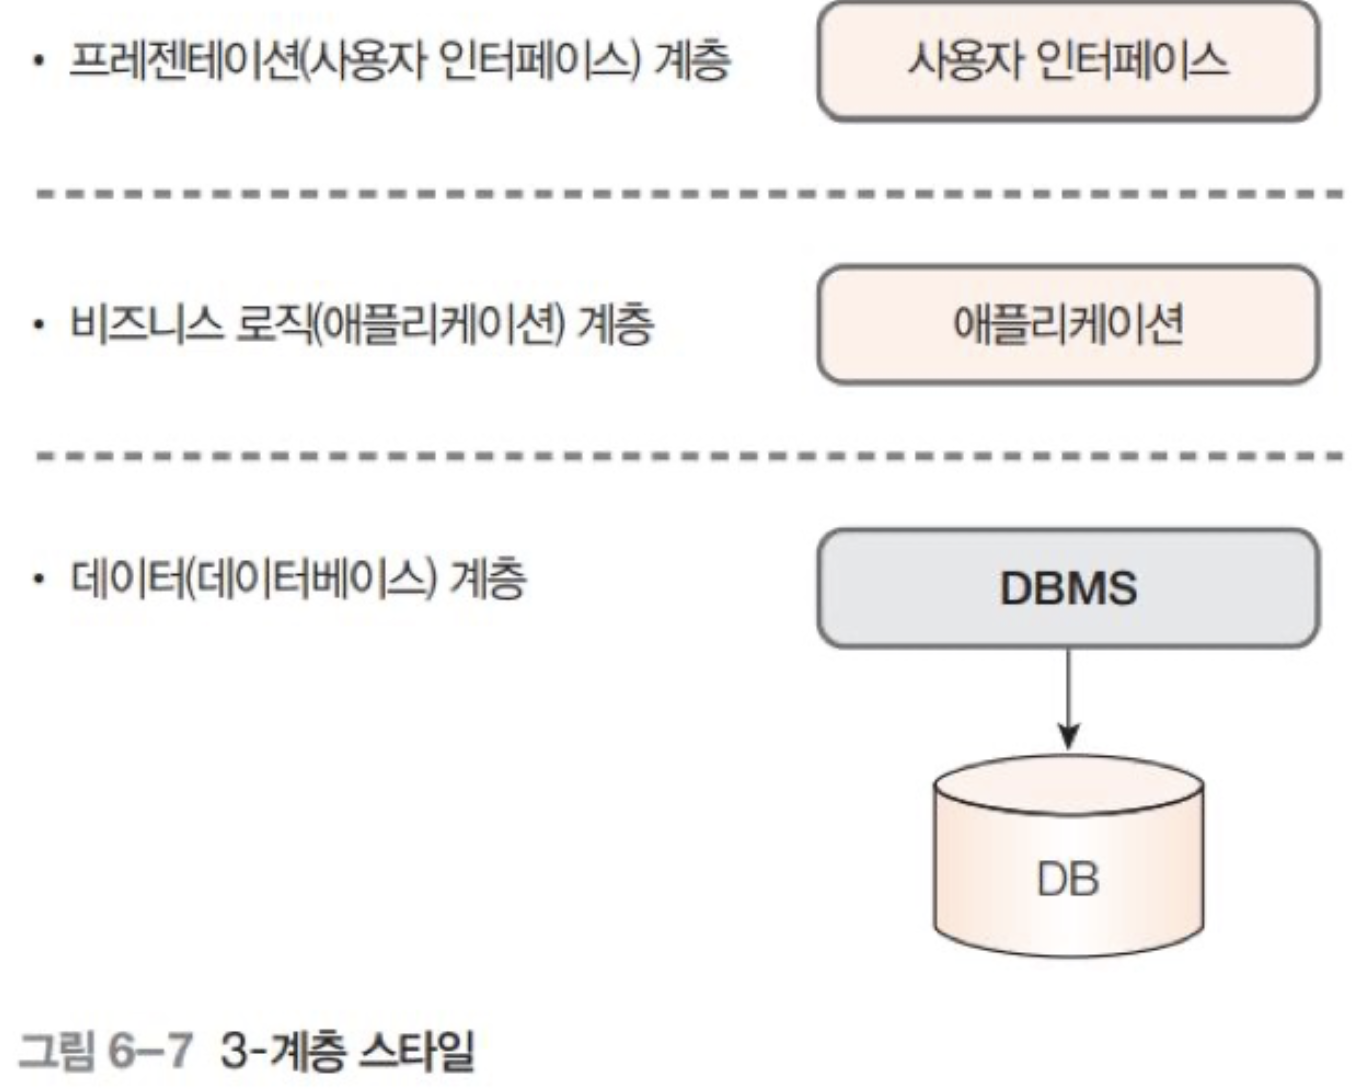 • 프레젠테이션(사용자 인터페이스) 계층
사용자 인터페이스
• 비즈니스 로직(애플리케이션) 계층
애플리케이션
• 데이터(데이터베이스) 계층
DBMS
DB
그림 6-7 3-계층 스타일